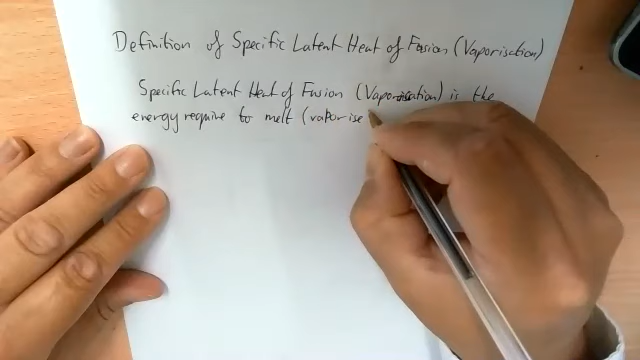 Definition of Specific Latent Heat of Fusion (Vaporisation)
Specific Latent Heat of Fusion (Vaporisation) is the
energy require to melt (vaporise